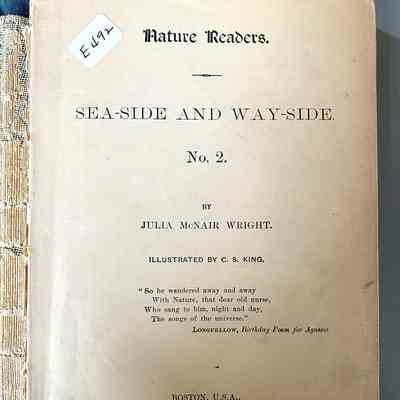 E492
Nature Readers.
SEA-SIDE AND WAY-SIDE.
No. 2.
BY
JULIA McNAIR WRIGHT.
ILLUSTRATED BY C. S. KING.
"So he wandered away and away
With Nature, that dear old nurse,
Who sang to him, night and day,
The songs of the universe."
LONGFELLOW, Birthday Poem for Agassiz.
BOSTON, U.S.A.,